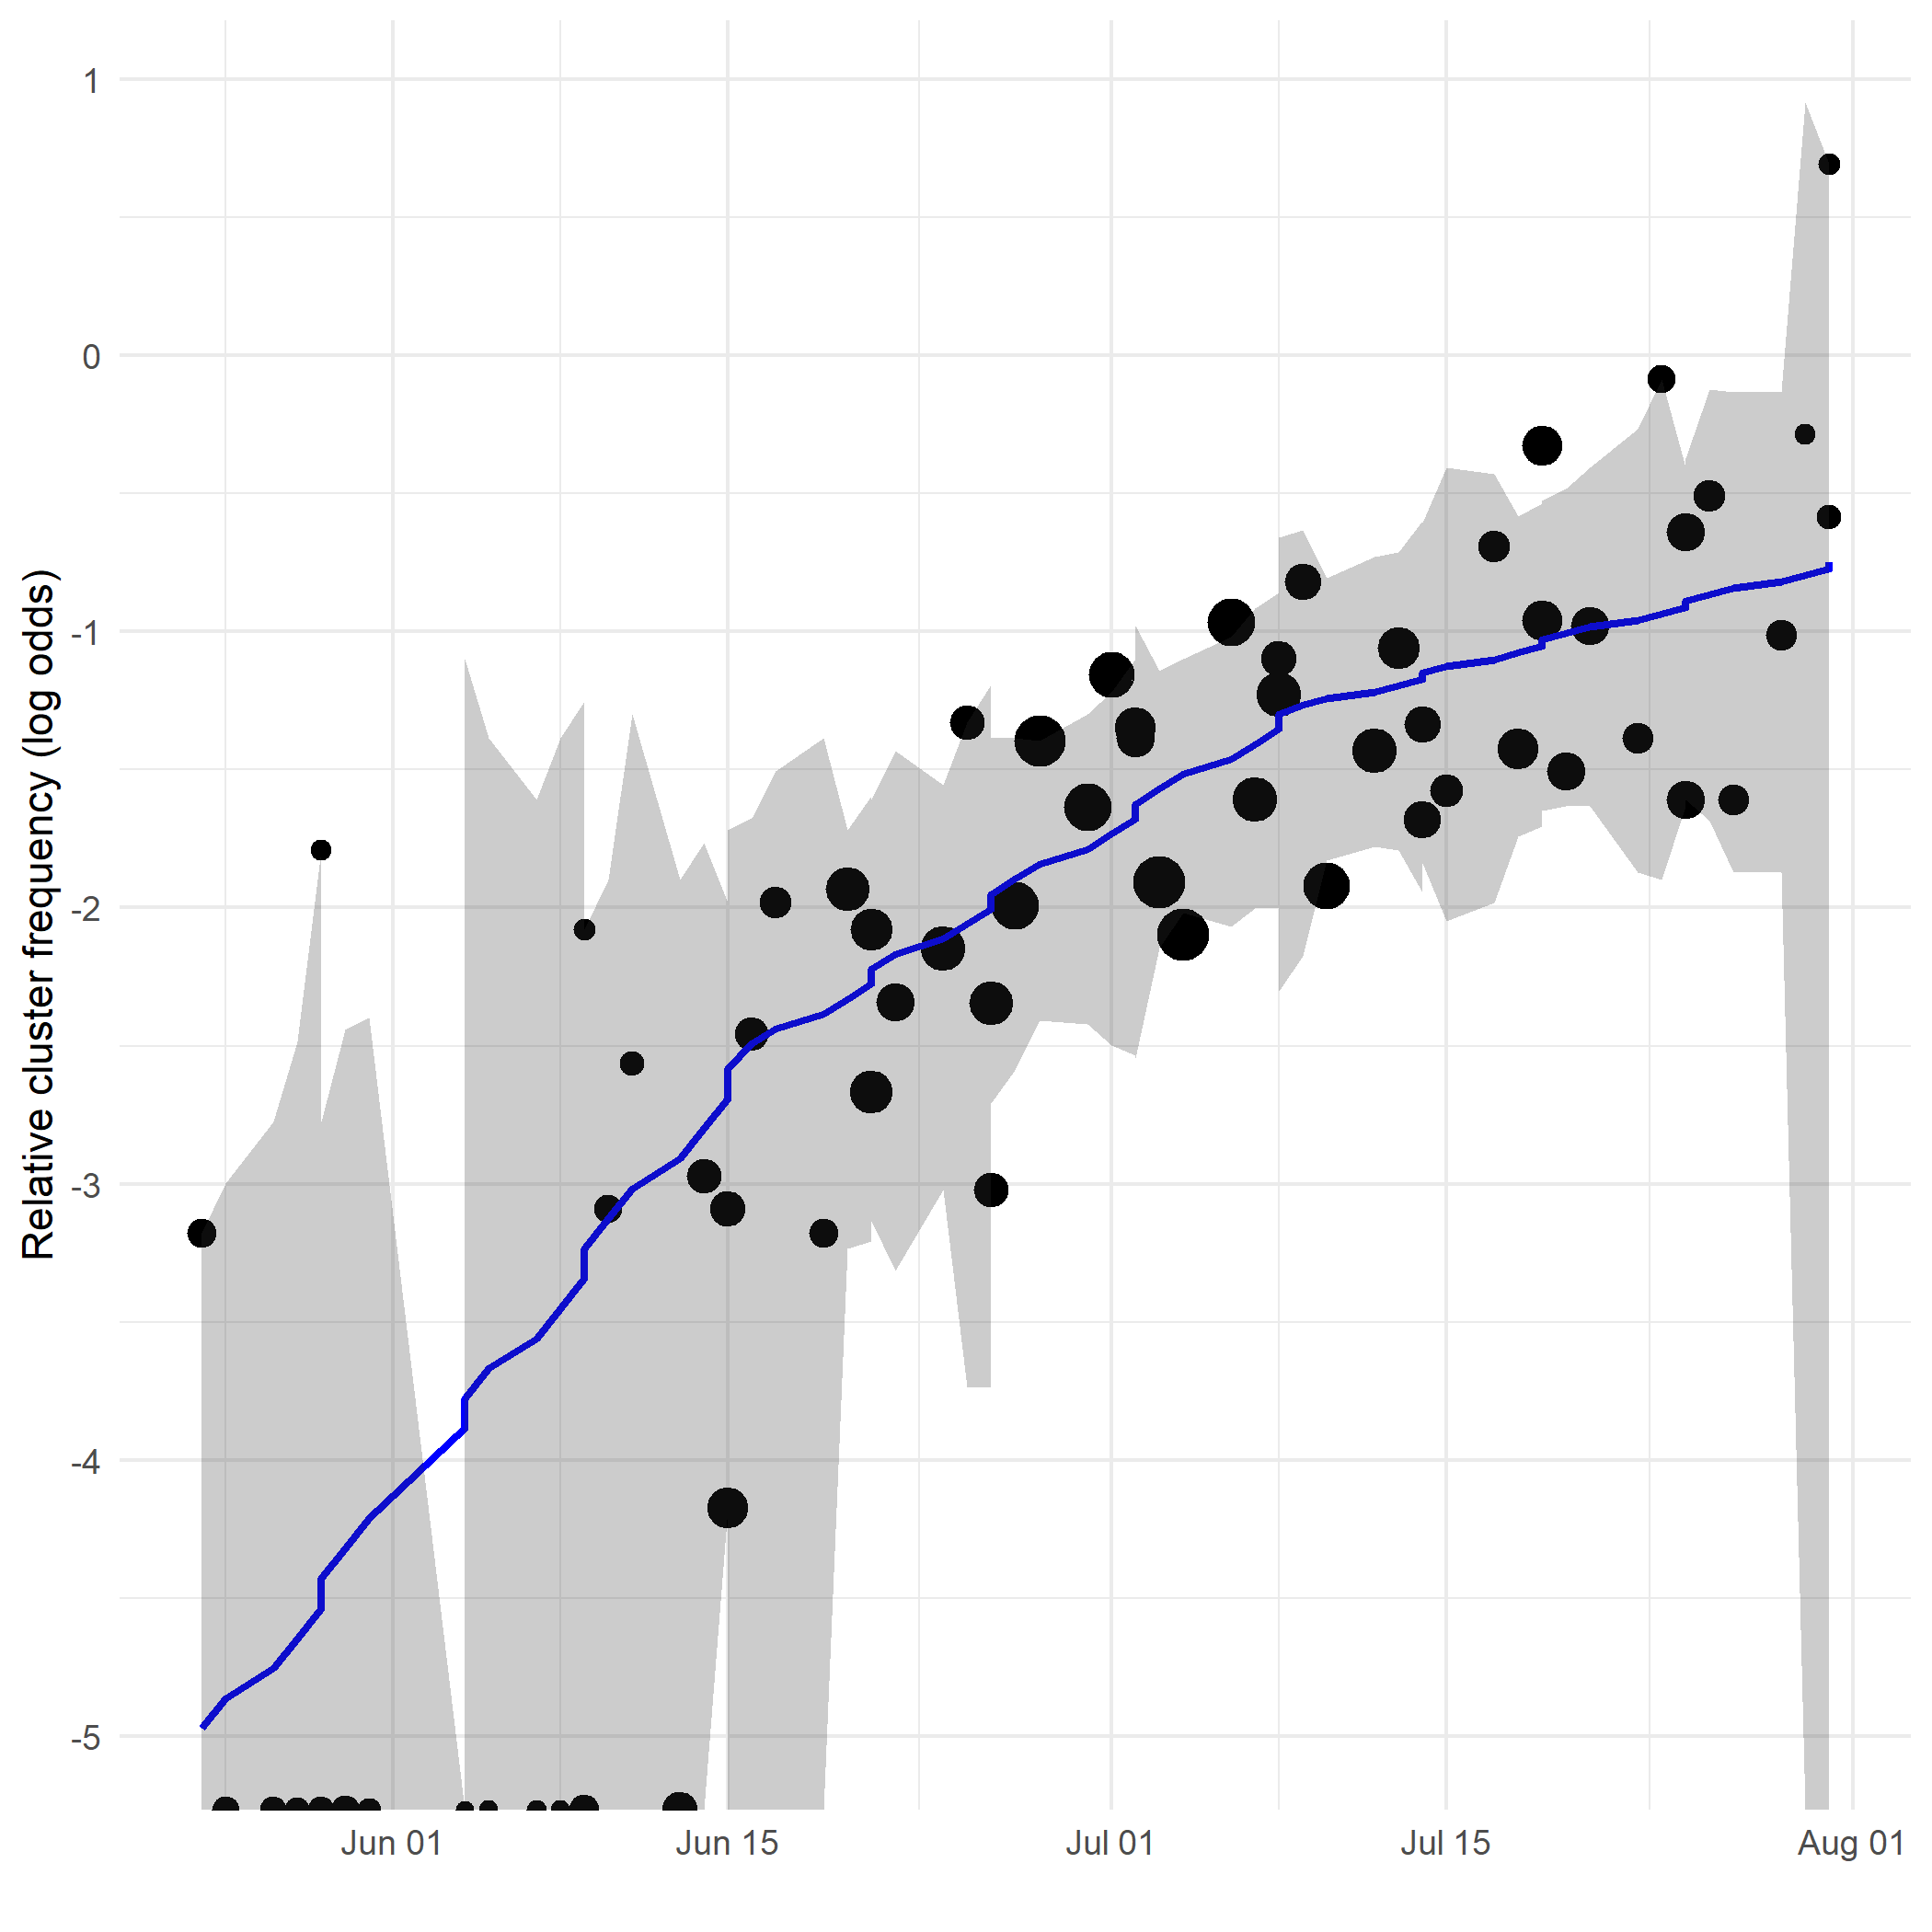 Relative cluster frequency (log odds)
1
0
-1
-2
-3
-4
-5
Jun 01
Jun 15
Jul 01
Jul 15
Aug 01